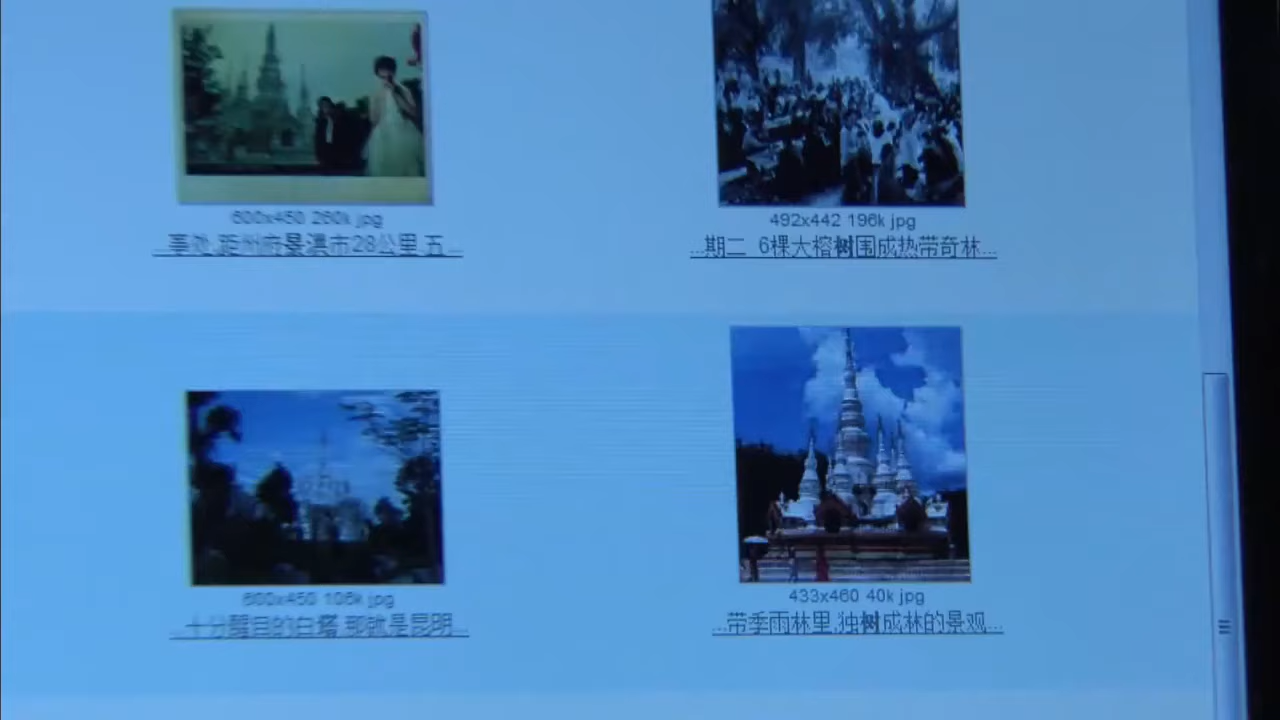 600x450 260k jpg
事处,距州府景洪市28公里,五...
492x442 196k jpg
...期二 6棵大榕树围成热带奇林...
600x450 106k jpg
...十分醒目的白塔,那就是昆明...
433x460 40k jpg
...带季雨林里,独树成林的景观...